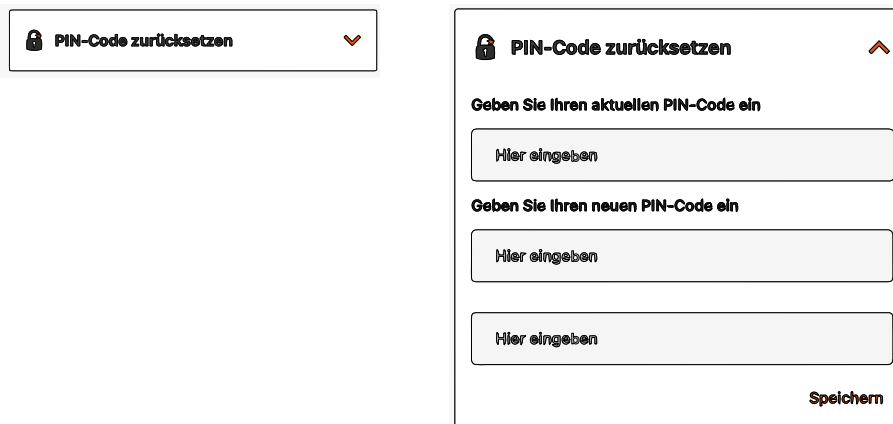 PIN-Code zurücksetzen
PIN-Code zurücksetzen
Geben Sie Ihren aktuellen PIN-Code ein
Hier eingeben
Geben Sie Ihren neuen PIN-Code ein
Hier eingeben
Hier eingeben
Speichern